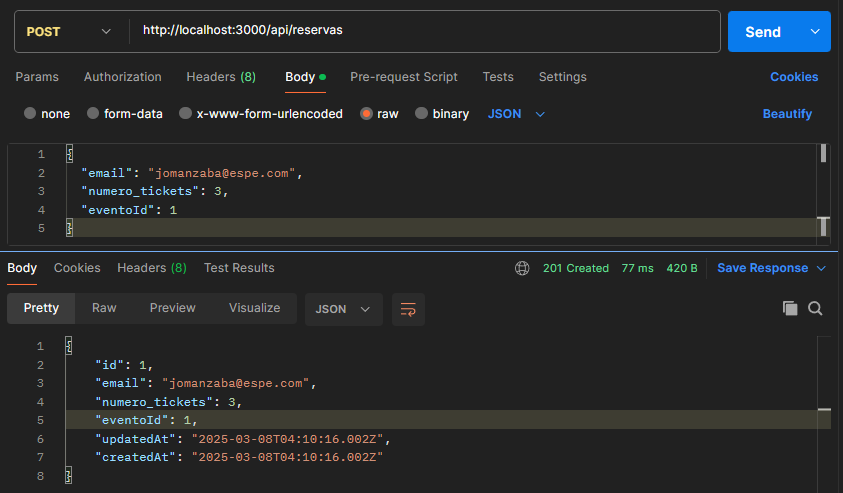 POST http://localhost:3000/api/reservas Send
Params Authorization Headers (8) Body Pre-request Script Tests Settings Cookies
none form-data x-www-form-urlencoded raw binary JSON Beautify
1 {
2 "email": "jomanzaba@espe.com",
3 "numero_tickets": 3,
4 "eventoId": 1
5 }
Body Cookies Headers (8) Test Results 201 Created 77 ms 420 B Save Response
Pretty Raw Preview Visualize JSON
1 {
2 "id": 1,
3 "email": "jomanzaba@espe.com",
4 "numero_tickets": 3,
5 "eventoId": 1,
6 "updatedAt": "2025-03-08T04:10:16.002Z",
7 "createdAt": "2025-03-08T04:10:16.002Z"
8 }